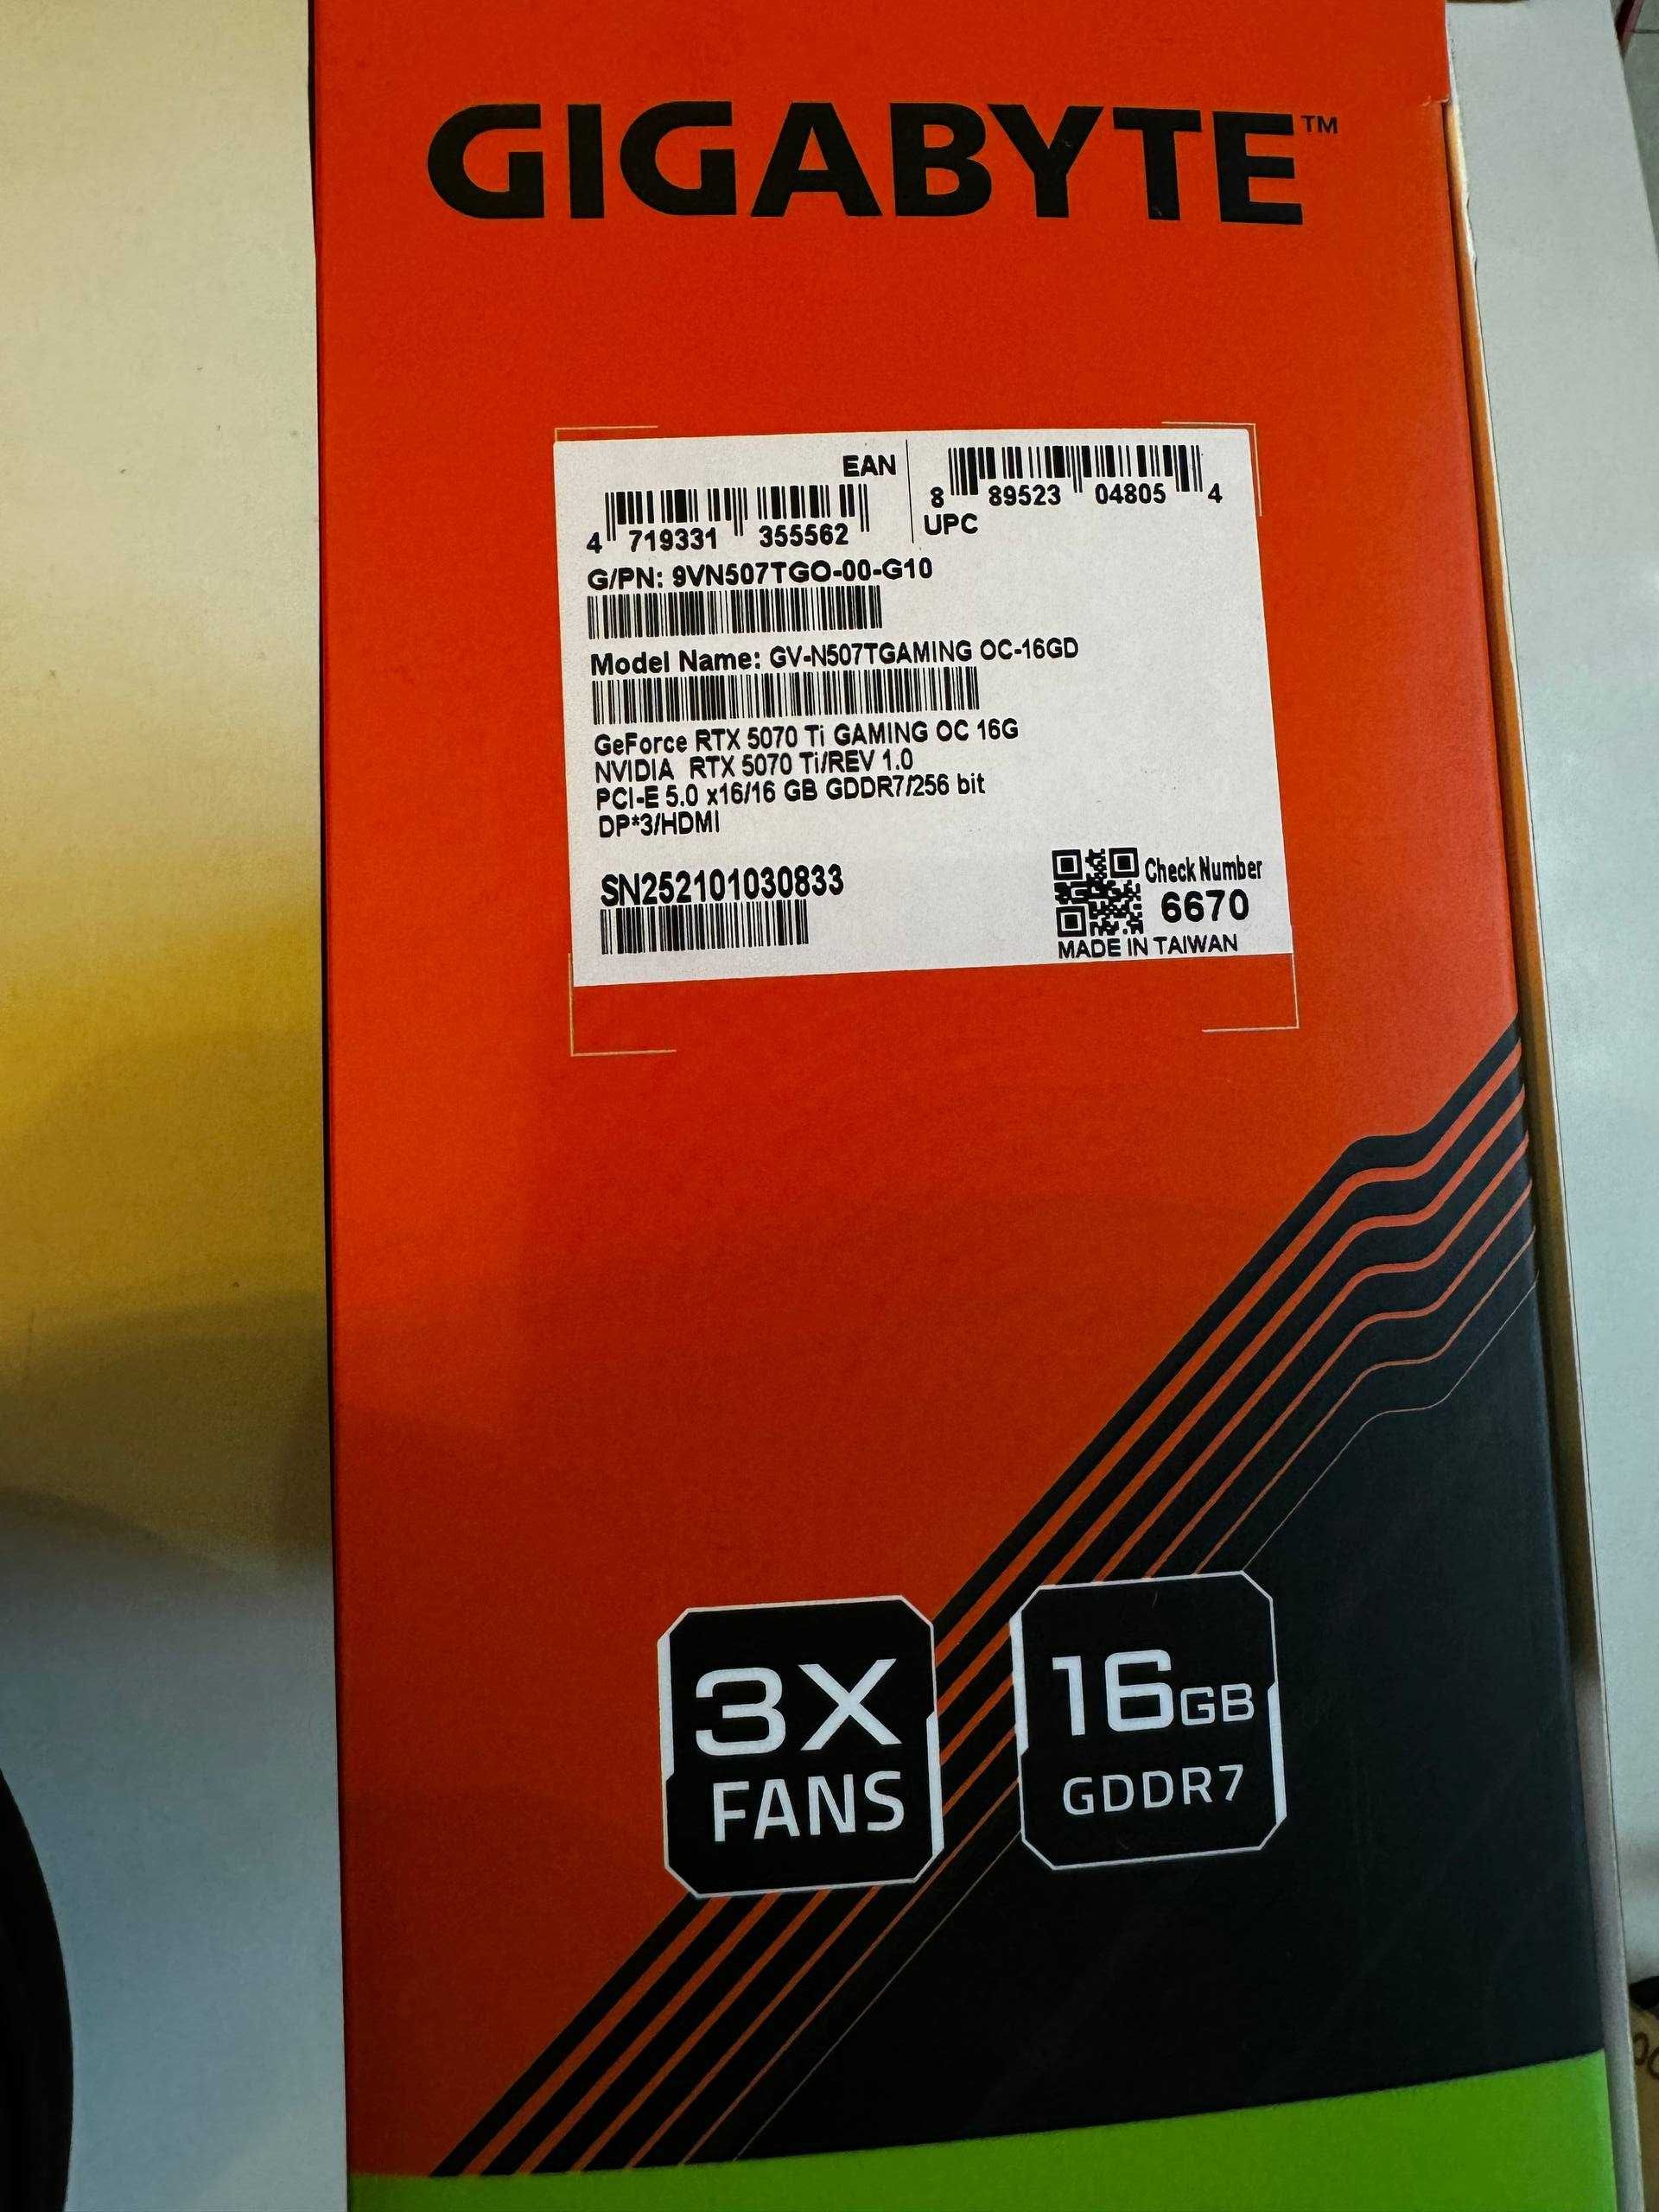 GIGABYTE™
EAN
4 719331 355562
8 89523 04805 4
UPC
G/PN: 9VN507TGO-00-G10
Model Name: GV-N507TGAMING OC-16GD
GeForce RTX 5070 Ti GAMING OC 16G
NVIDIA RTX 5070 Ti/REV 1.0
PCI-E 5.0 x16/16 GB GDDR7/256 bit
DP*3/HDMI
SN252101030833
Check Number
6670
MADE IN TAIWAN
3X
FANS
16GB
GDDR7